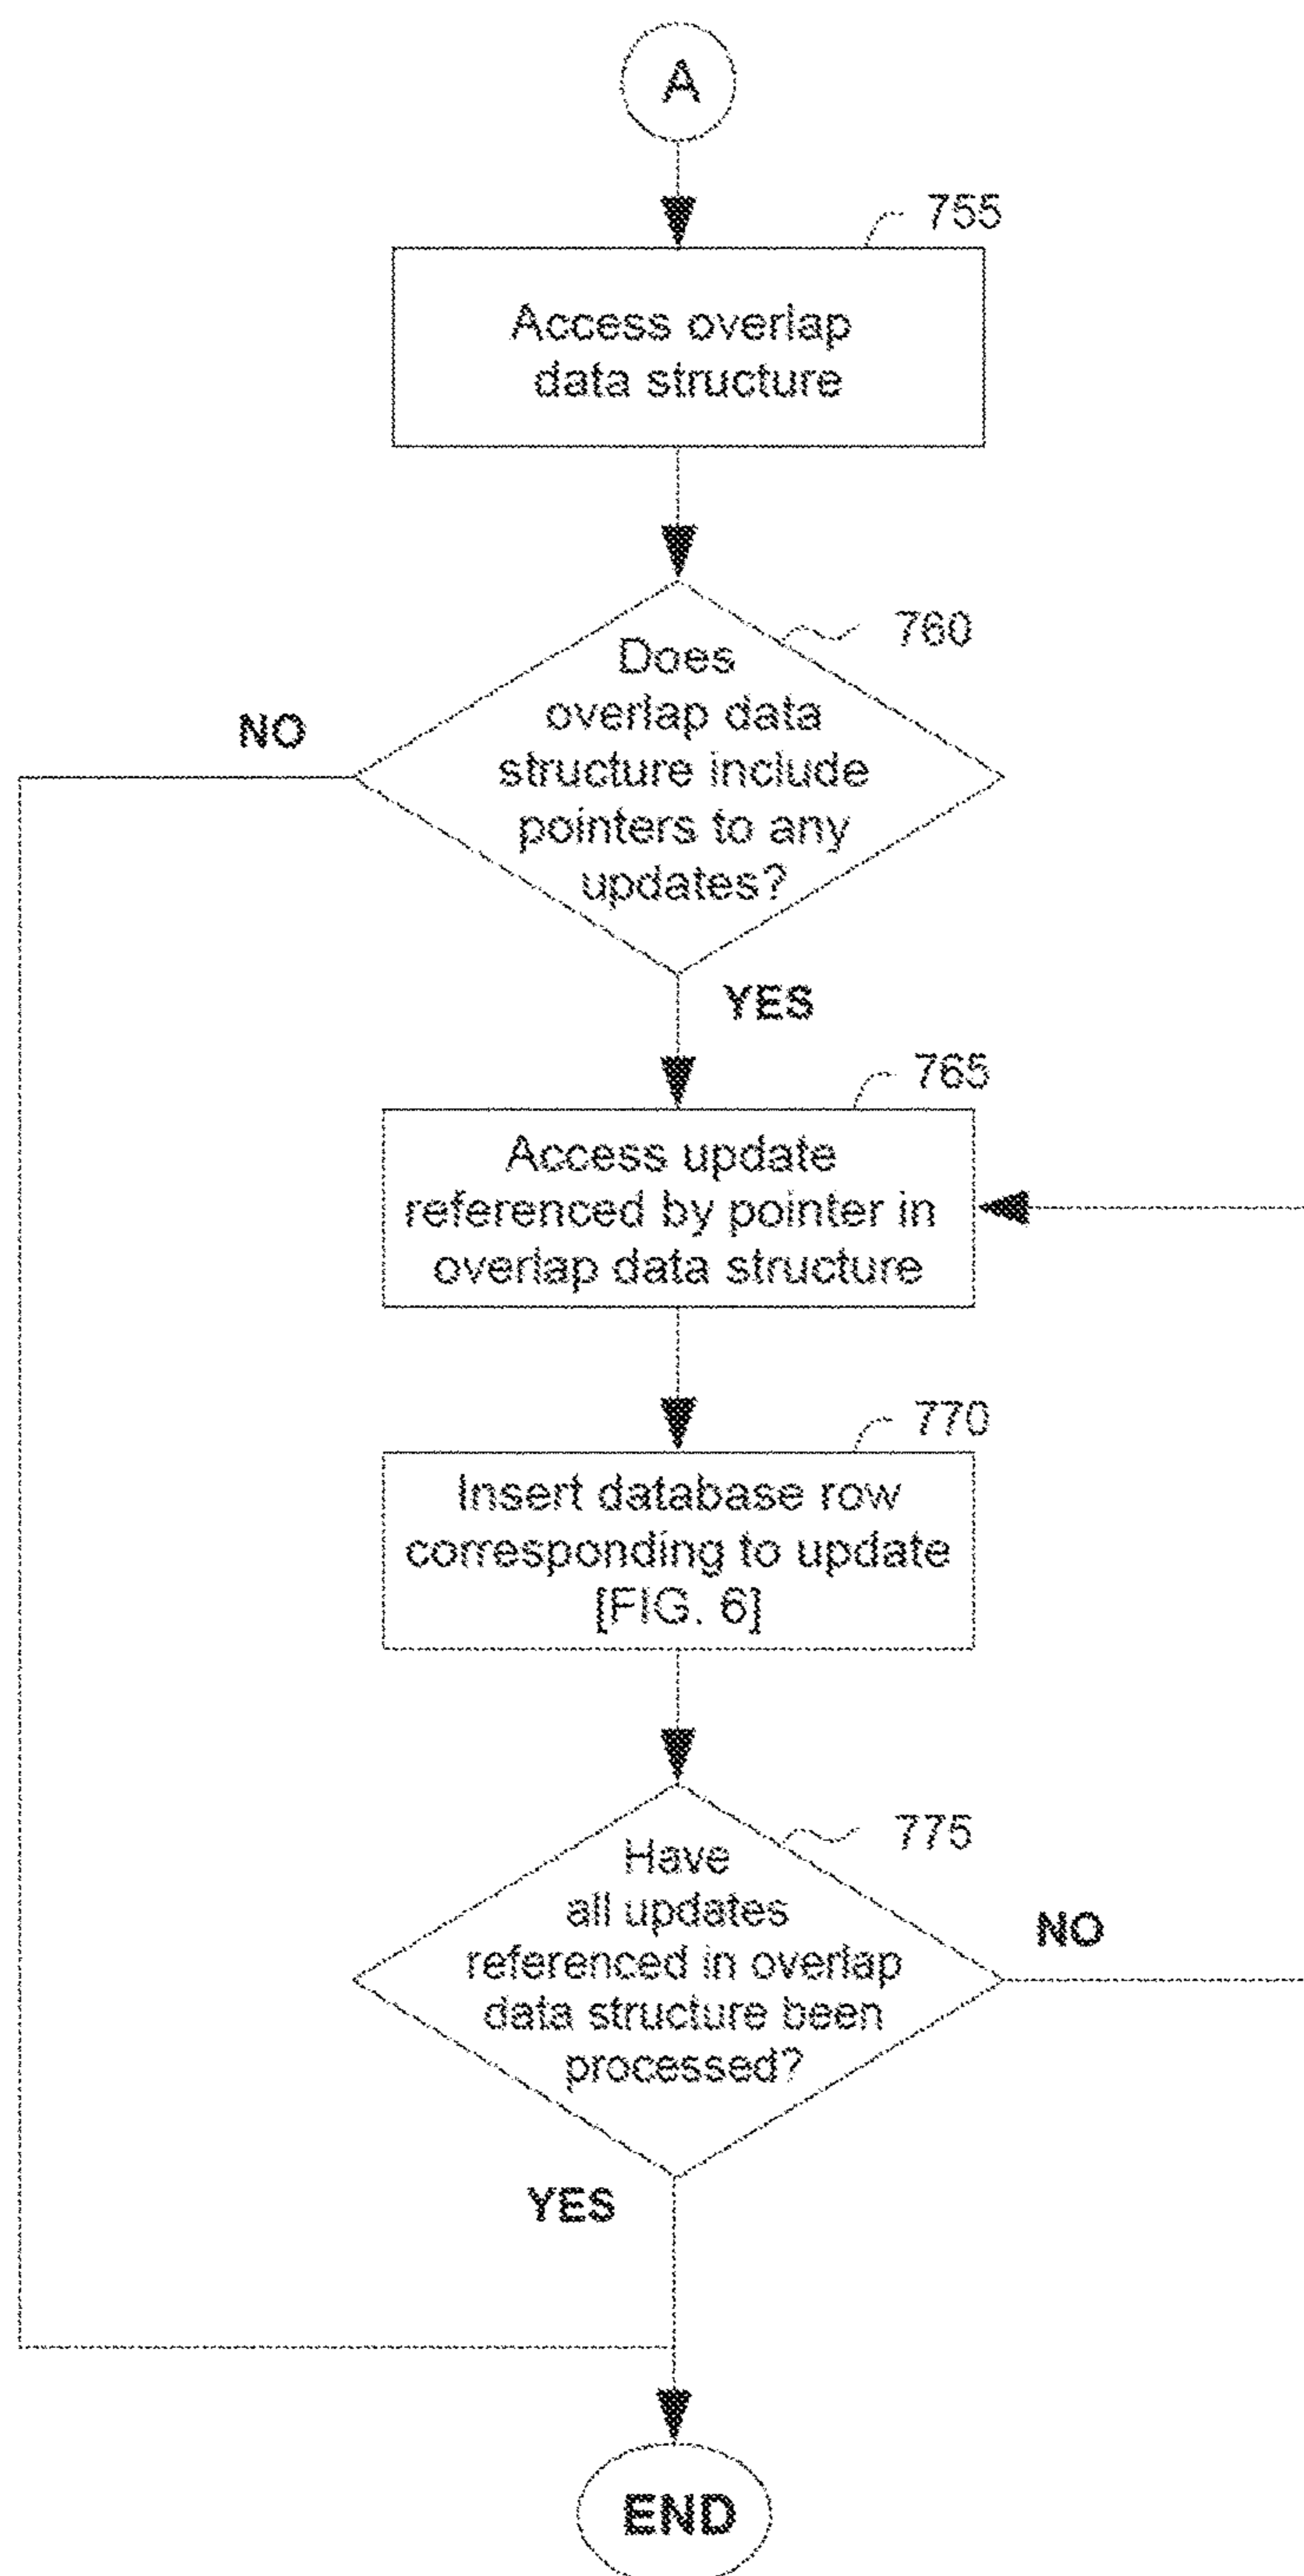 A
755
Access overlap
data structure
760
Does
overlap data
structure include
pointers to any
updates?
NO
YES
765
Access update
referenced by pointer in
overlap data structure
770
Insert database row
corresponding to update
[FIG. 6]
775
Have
all updates
referenced in overlap
data structure been
processed?
NO
YES
END